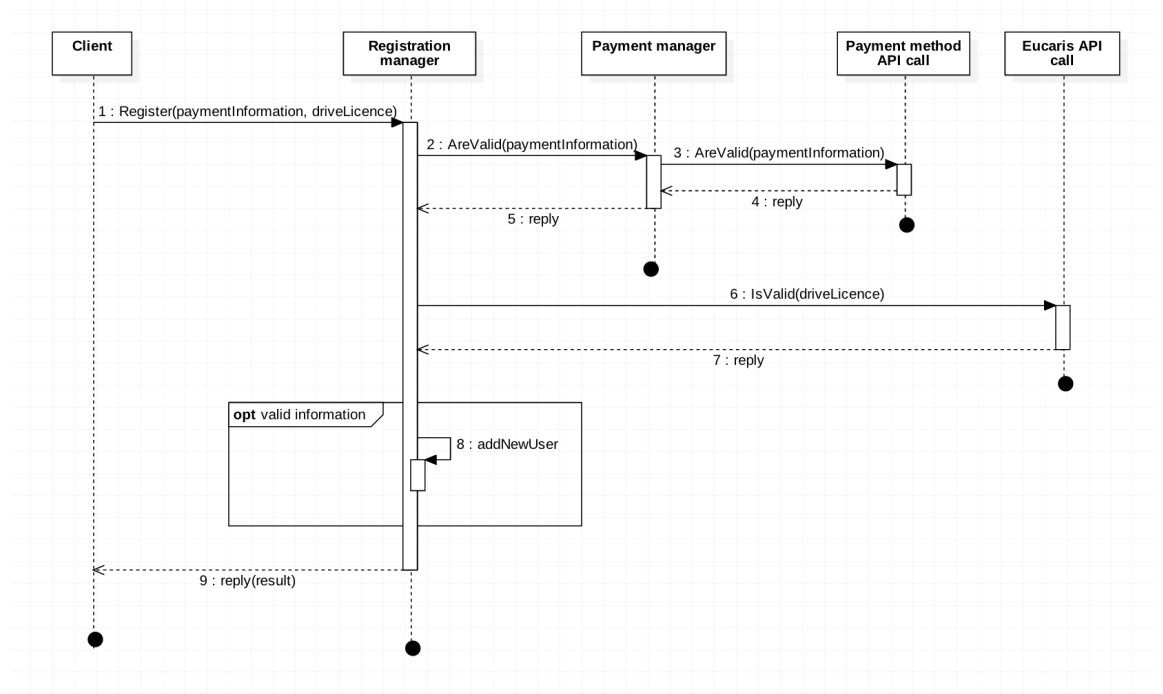 Client
Registration
manager
Payment manager
Payment method
API call
Eucaris API
call
1 : Register(paymentInformation, driveLicence)
2 : AreValid(paymentInformation)
3 : AreValid(paymentInformation)
4 : reply
5 : reply
6 : IsValid(driveLicence)
7 : reply
opt valid information
8 : addNewUser
9 : reply(result)